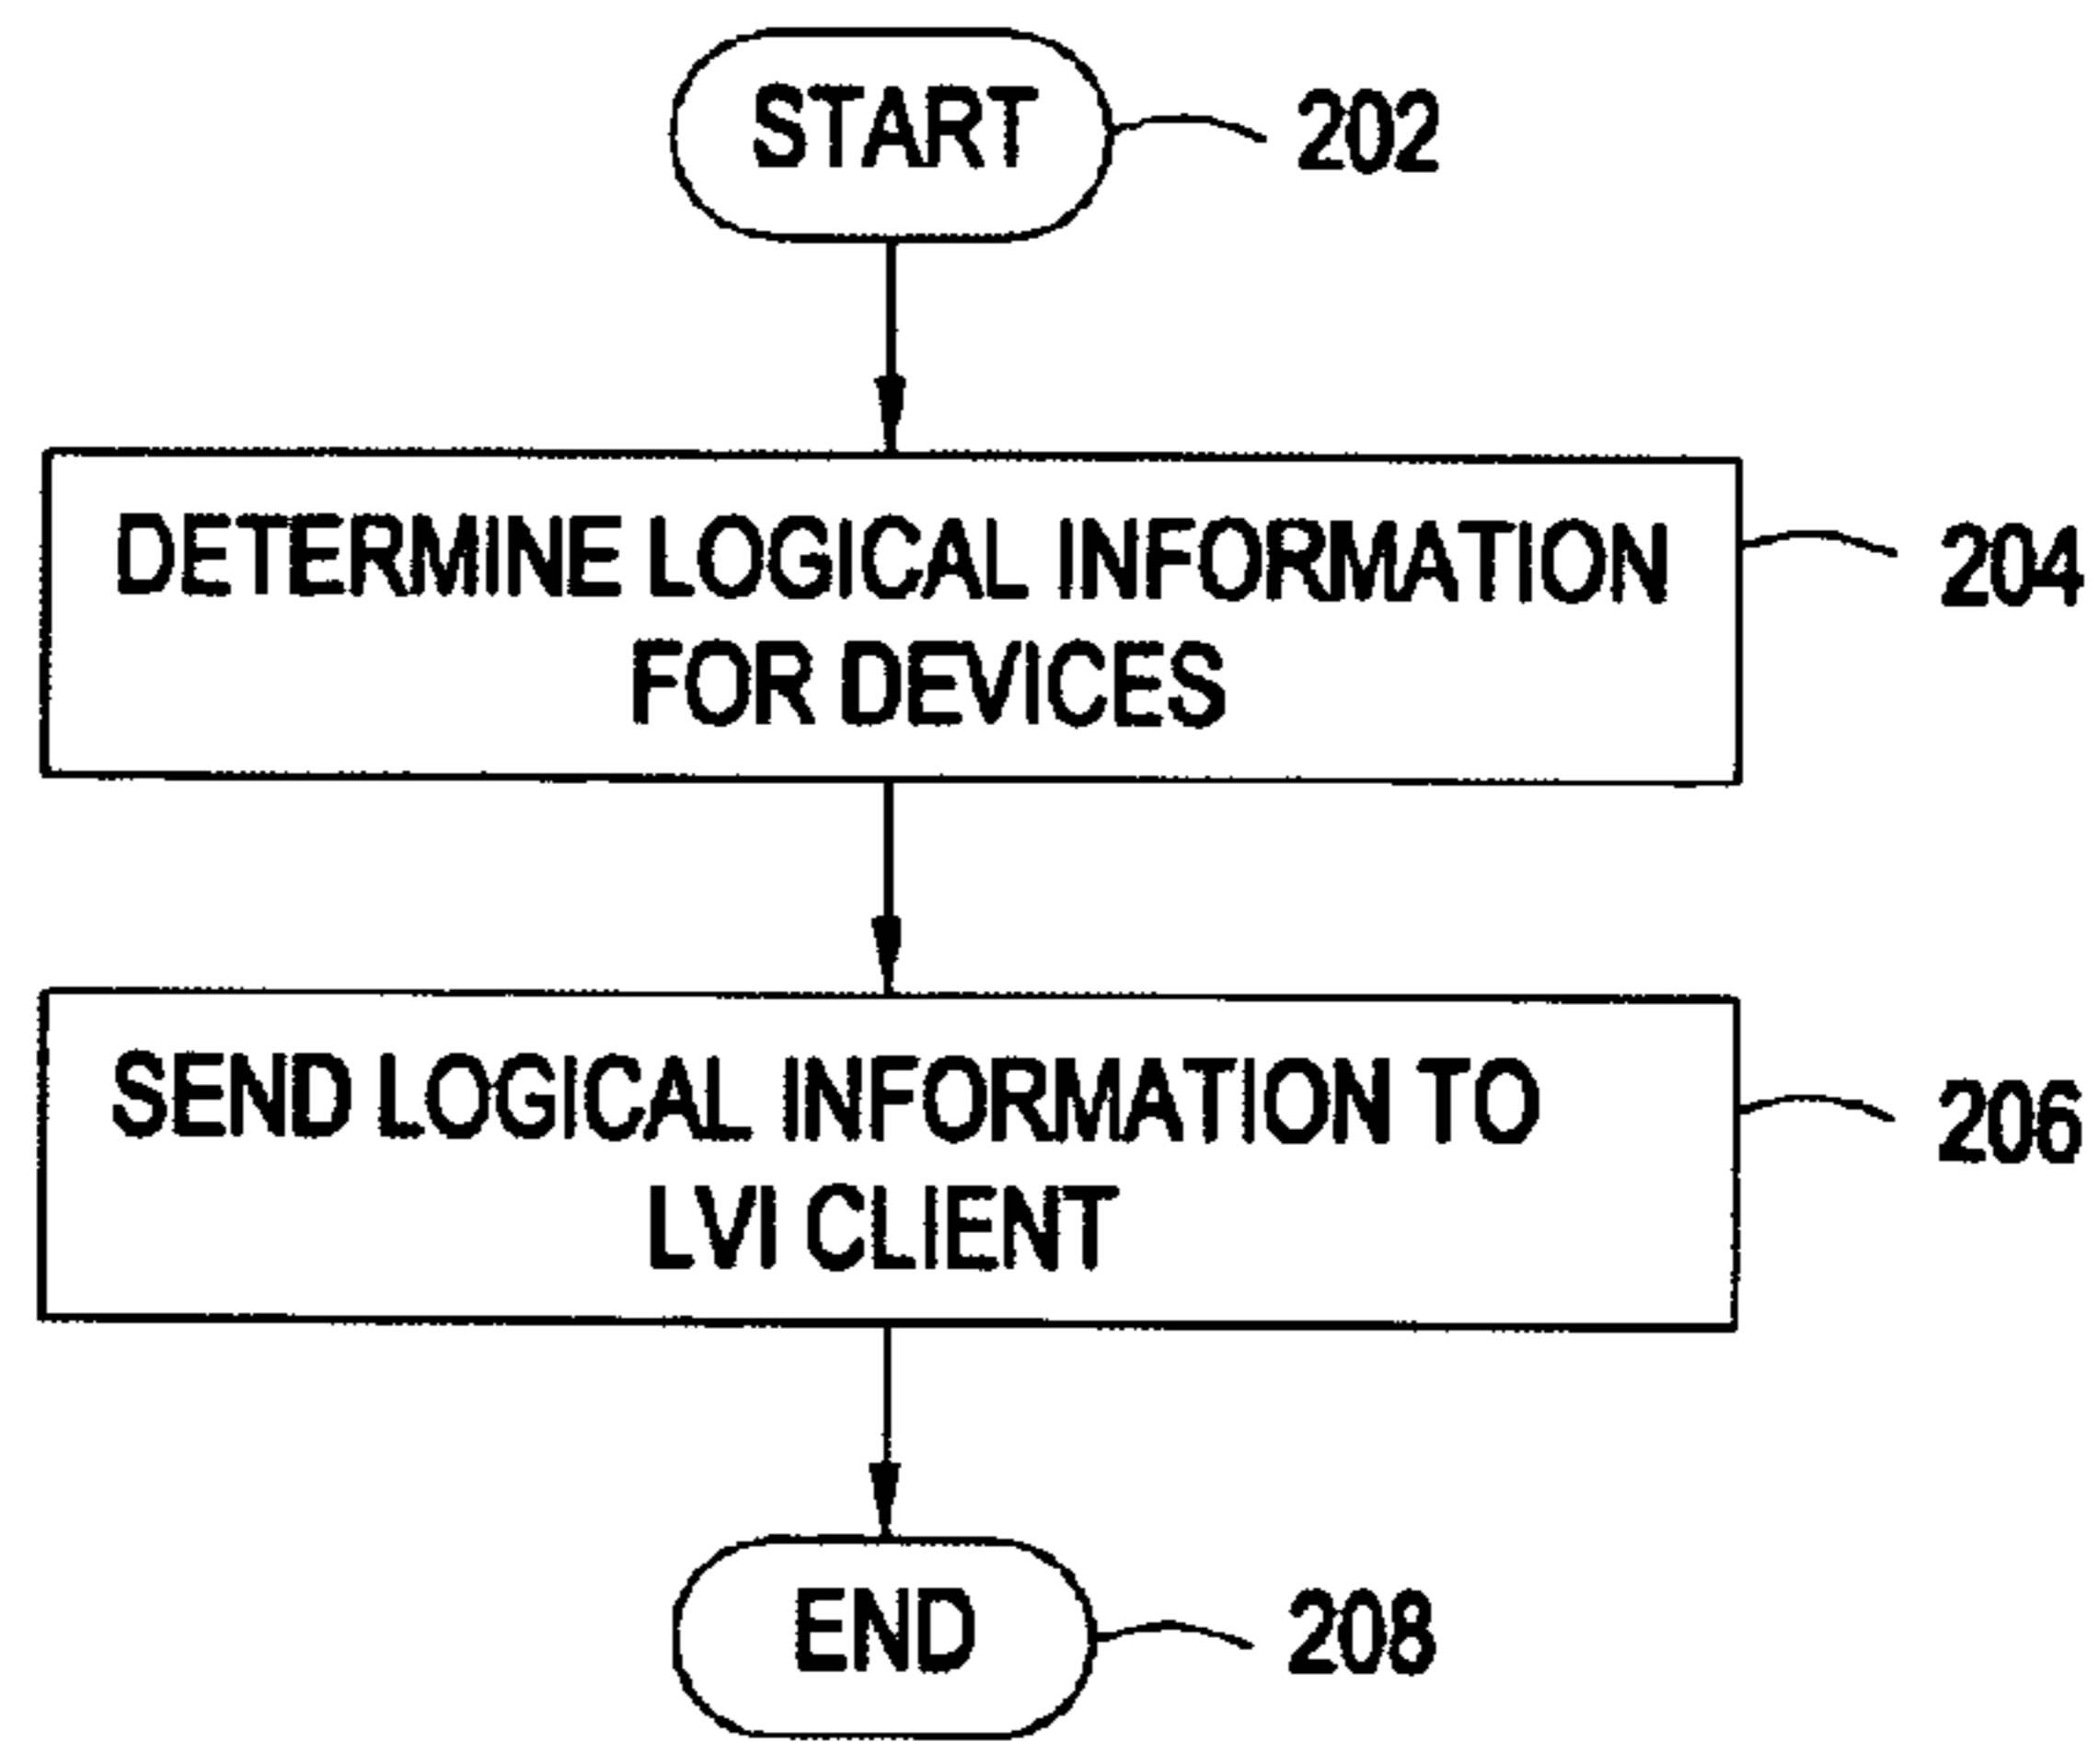 START 202
DETERMINE LOGICAL INFORMATION 204
FOR DEVICES
SEND LOGICAL INFORMATION TO 206
LVI CLIENT
END 208